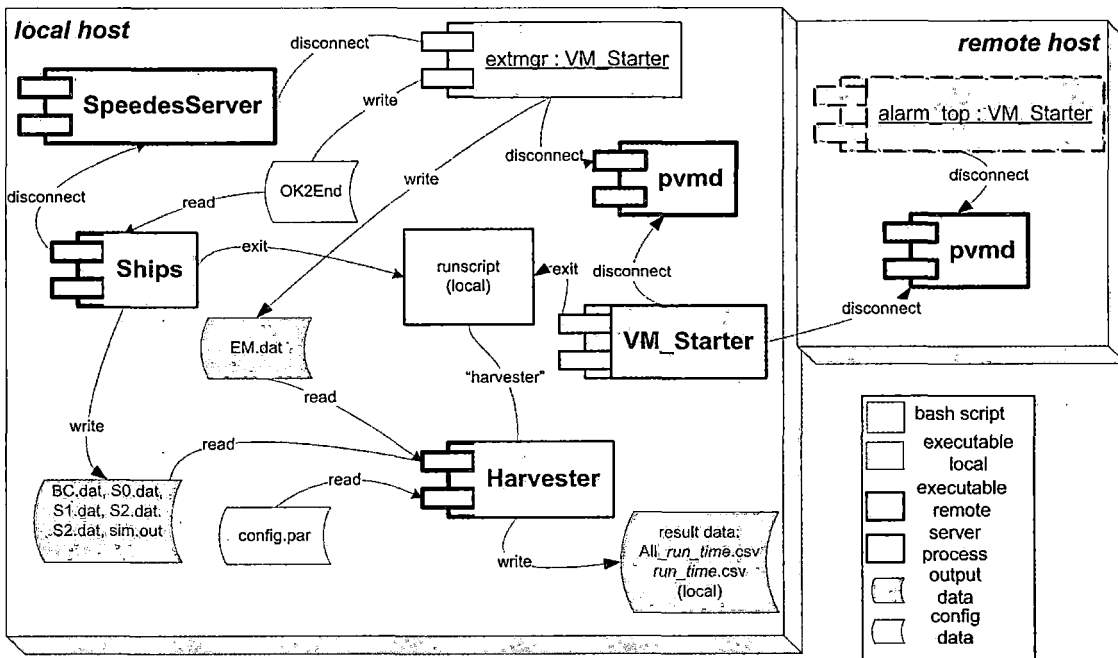 local host
disconnect
extmgr : VM_Starter
remote host
SpeedesServer
write
alarm_top : VM_Starter
disconnect
pvmd
disconnect
OK2End
write
disconnect
read
pvmd
Ships
exit
runscript
(local)
exit
disconnect
disconnect
EM.dat
VM_Starter
"harvester"
read
write
read
Harvester
BC.dat, S0.dat,
S1.dat, S2.dat.
S2.dat, sim.out
read
config.par
write
result data:
All_run_time.csv
run_time.csv
(local)
bash script
executable
local
executable
remote
server
process
output
data
config
data